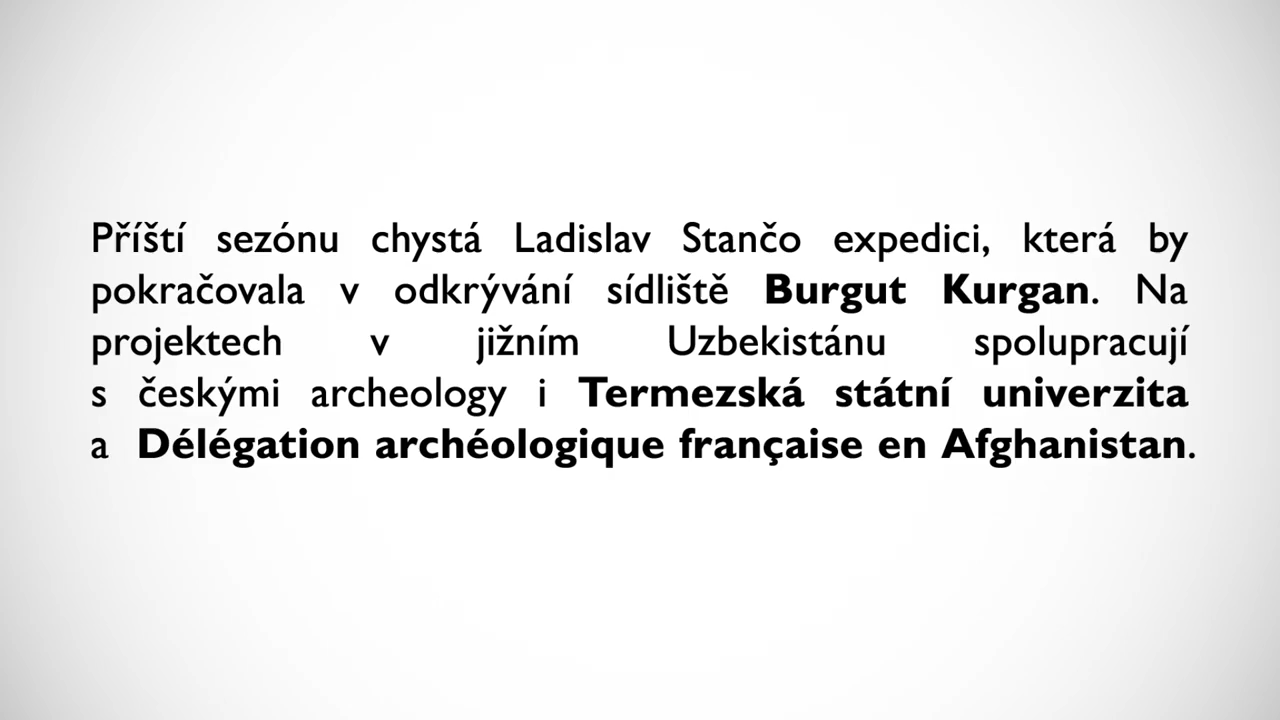 Příští sezónu chystá Ladislav Stančo expedici, která by
pokračovala v odkrývání sídliště Burgut Kurgan. Na
projektech v jižním Uzbekistánu spolupracují
s českými archeology i Termezská státní univerzita
a Délégation archéologique française en Afghanistan.